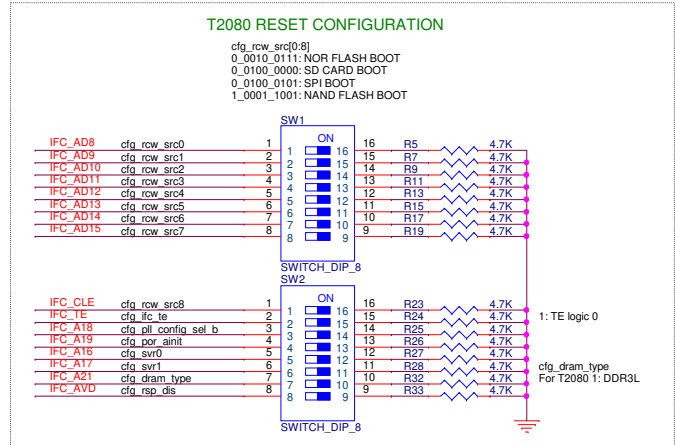 T2080 RESET CONFIGURATION
cfg_rcw_src[0:8]
0_0010_0111: NOR FLASH BOOT
0_0100_0000: SD CARD BOOT
0_0100_0101: SPI BOOT
1_0001_1001: NAND FLASH BOOT
SW1
ON
IFC_AD8 cfg_rcw_src0 1 1 16 16 R5 4.7K
IFC_AD9 cfg_rcw_src1 2 2 15 15 R7 4.7K
IFC_AD10 cfg_rcw_src2 3 3 14 14 R9 4.7K
IFC_AD11 cfg_rcw_src3 4 4 13 13 R11 4.7K
IFC_AD12 cfg_rcw_src4 5 5 12 12 R13 4.7K
IFC_AD13 cfg_rcw_src5 6 6 11 11 R15 4.7K
IFC_AD14 cfg_rcw_src6 7 7 10 10 R17 4.7K
IFC_AD15 cfg_rcw_src7 8 8 9 9 R19 4.7K
SWITCH_DIP_8
SW2
ON
IFC_CLE cfg_rcw_src8 1 1 16 16 R23 4.7K
IFC_TE cfg_ifc_te 2 2 15 15 R24 4.7K 1: TE logic 0
IFC_A18 cfg_pll_config_sel_b 3 3 14 14 R25 4.7K
IFC_A19 cfg_por_ainit 4 4 13 13 R26 4.7K
IFC_A16 cfg_svr0 5 5 12 12 R27 4.7K
IFC_A17 cfg_svr1 6 6 11 11 R28 4.7K cfg_dram_type
IFC_A21 cfg_dram_type 7 7 10 10 R32 4.7K For T2080 1: DDR3L
IFC_AVD cfg_rsp_dis 8 8 9 9 R33 4.7K
SWITCH_DIP_8